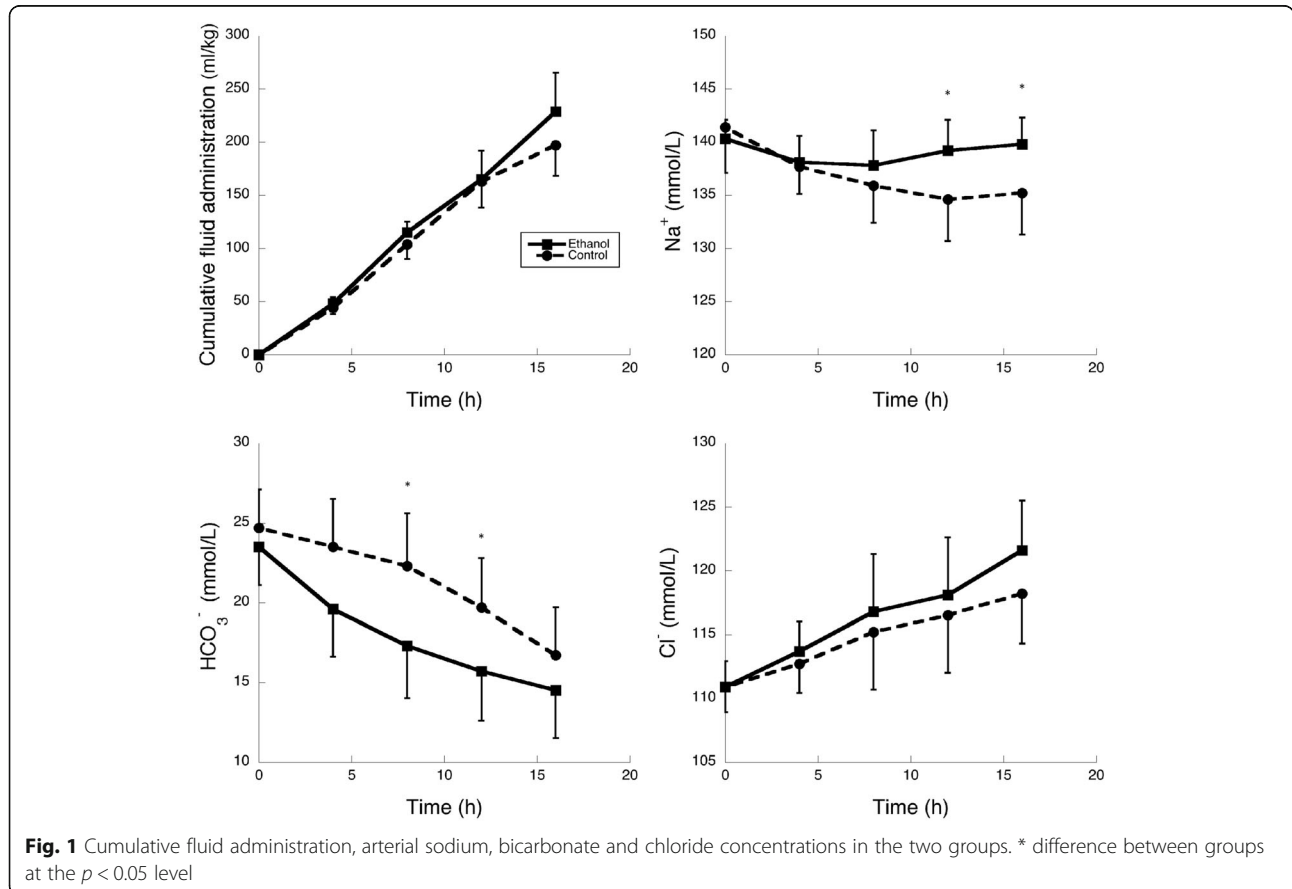 Cumulative fluid administration (ml/kg)
300
250
200
150
100
50
0
0 5 10 15 20
Time (h)
Ethanol
Control
Na⁺ (mmol/L)
150
145
140
135
130
125
120
0 5 10 15 20
Time (h)
* *
HCO₃⁻ (mmol/L)
30
25
20
15
10
0 5 10 15 20
Time (h)
*
*
Cl⁻ (mmol/L)
130
125
120
115
110
105
0 5 10 15 20
Time (h)
Fig. 1 Cumulative fluid administration, arterial sodium, bicarbonate and chloride concentrations in the two groups. * difference between groups
at the p < 0.05 level